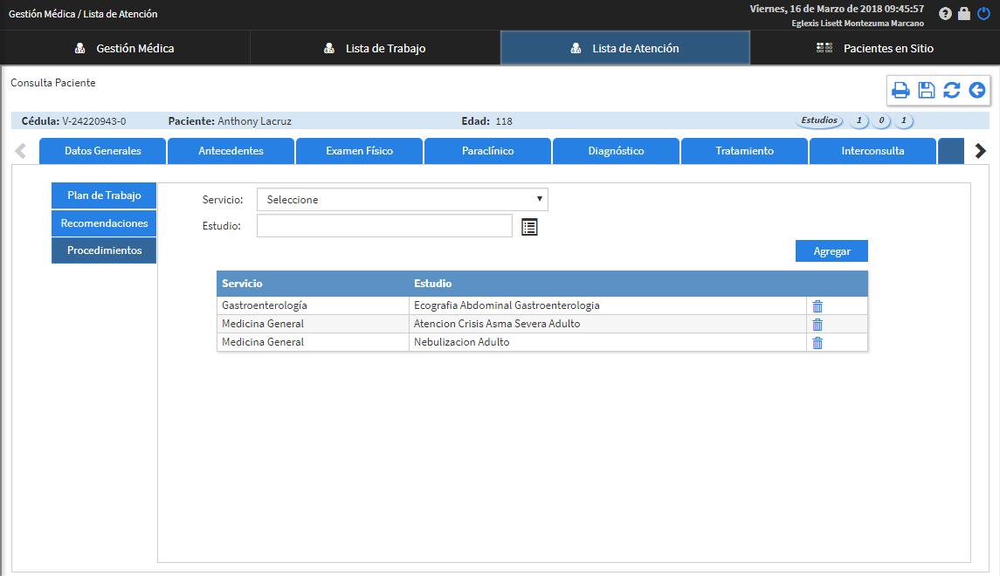 Gestión Médica / Lista de Atención
Viernes, 16 de Marzo de 2018 09:45:57
Eglexis Lisett Montezuma Marcano
Gestión Médica
Lista de Trabajo
Lista de Atención
Pacientes en Sitio
Consulta Paciente
Cédula: V-24220943-0 Paciente: Anthony Lacruz Edad: 118 Estudios 1 0 1
Datos Generales Antecedentes Examen Físico Paraclínico Diagnóstico Tratamiento Interconsulta
Plan de Trabajo
Recomendaciones
Procedimientos
Servicio: Seleccione
Estudio:
Agregar
Servicio Estudio
Gastroenterología Ecografia Abdominal Gastroenterologia
Medicina General Atencion Crisis Asma Severa Adulto
Medicina General Nebulizacion Adulto